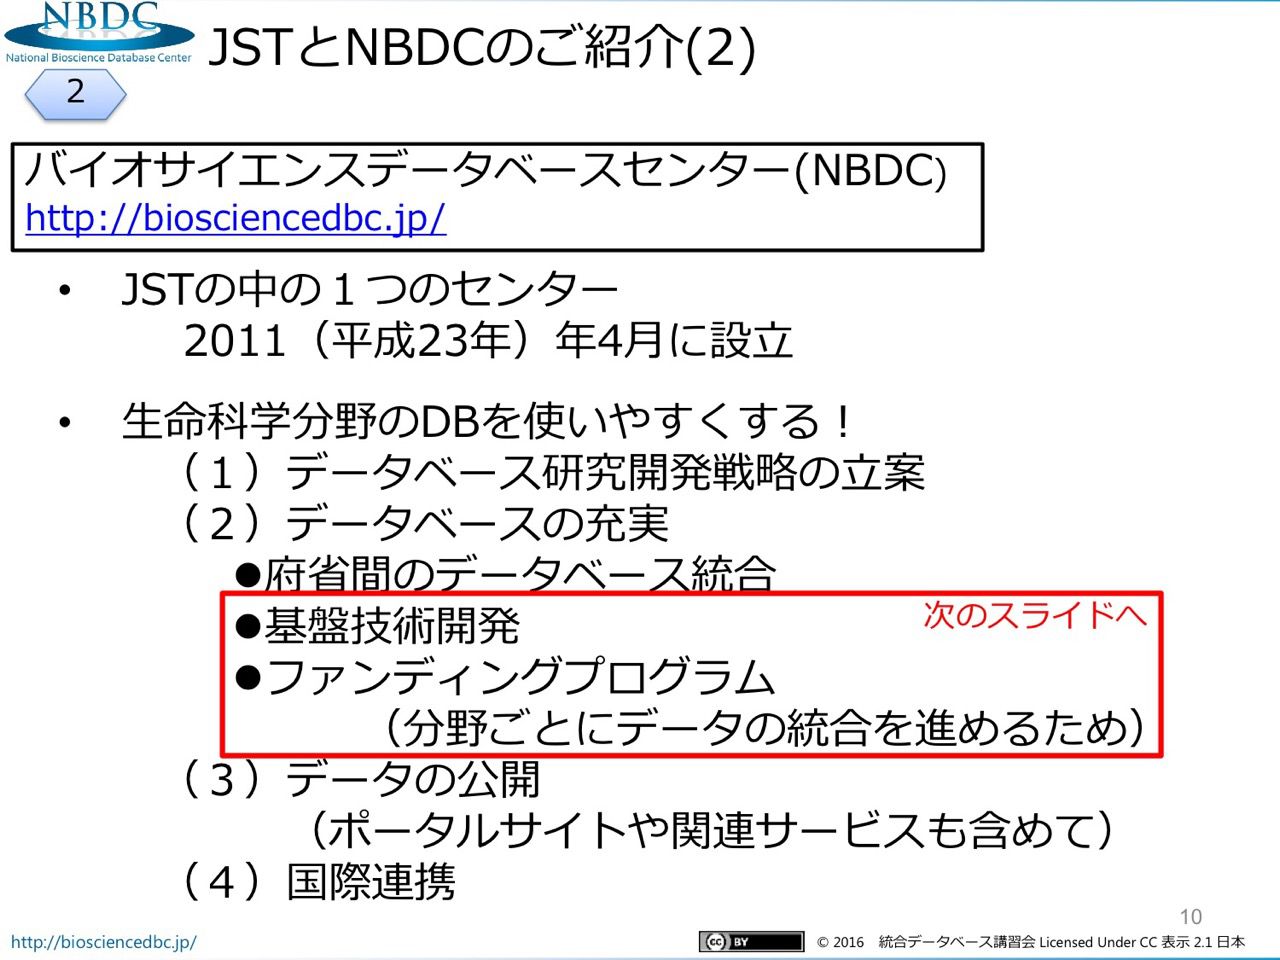 NBDC
National Bioscience Database Center
JSTとNBDCのご紹介(2)
2
バイオサイエンスデータベースセンター(NBDC)
http://biosciencedbc.jp/
• JSTの中の１つのセンター
2011（平成23年）年4月に設立
• 生命科学分野のDBを使いやすくする！
（１）データベース研究開発戦略の立案
（２）データベースの充実
●府省間のデータベース統合
●基盤技術開発
次のスライドへ
●ファンディングプログラム
（分野ごとにデータの統合を進めるため）
（３）データの公開
（ポータルサイトや関連サービスも含めて）
（４）国際連携
10
http://biosciencedbc.jp/
cc BY
© 2016 統合データベース講習会 Licensed Under CC 表示 2.1 日本